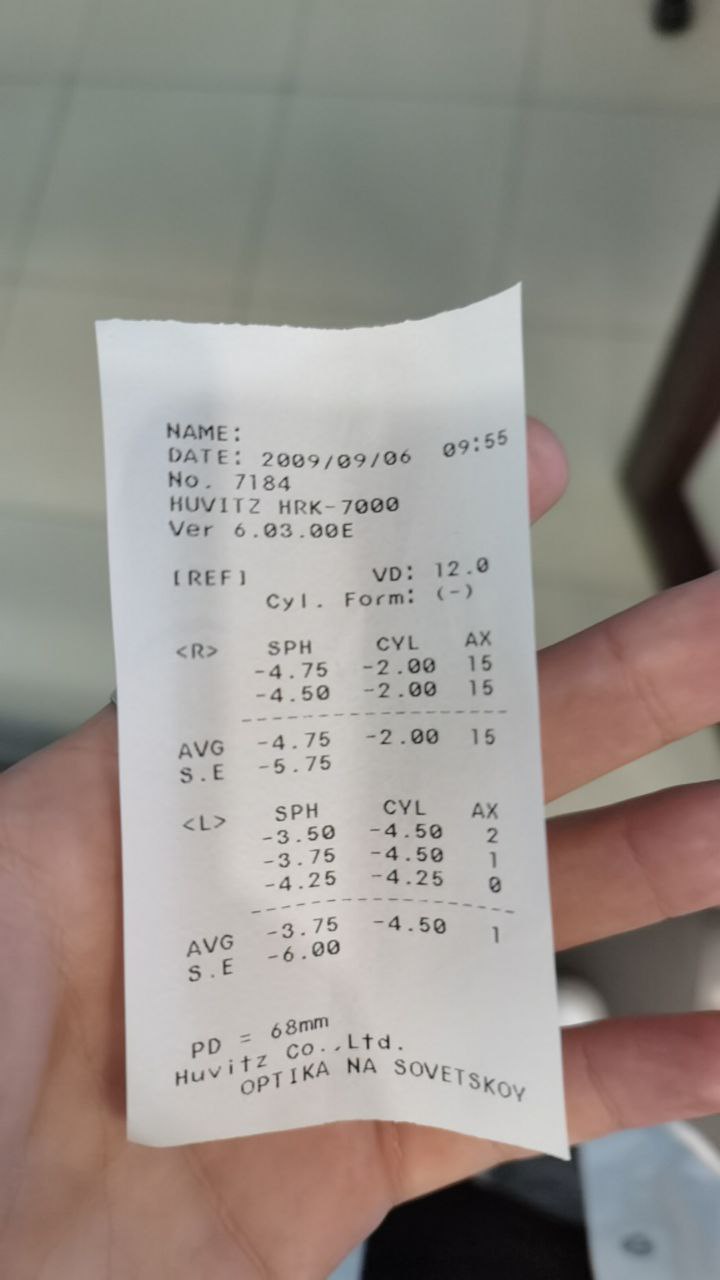 NAME:
DATE: 2009/09/06 09:55
No. 7184
HUVITZ HRK-7000
Ver 6.03.00E
[REF] VD: 12.0
Cyl. Form: (-)
<R> SPH CYL AX
-4.75 -2.00 15
-4.50 -2.00 15
AVG -4.75 -2.00 15
S.E -5.75
<L> SPH CYL AX
-3.50 -4.50 2
-3.75 -4.50 1
-4.25 -4.25 0
AVG -3.75 -4.50 1
S.E -6.00
PD = 68mm
Huvitz Co.,Ltd.
OPTIKA NA SOVETSKOY